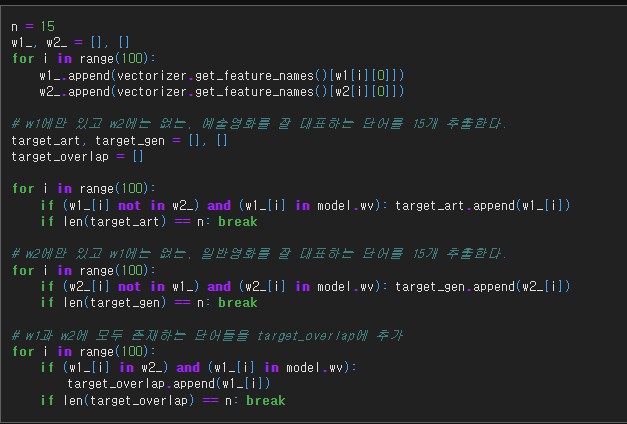 n = 15
w1_, w2_ = [], []
for i in range(100):
    w1_.append(vectorizer.get_feature_names()[w1[i][0]])
    w2_.append(vectorizer.get_feature_names()[w2[i][0]])
# w1에만 있고 w2에는 없는, 예술영화를 잘 대표하는 단어를 15개 추출한다.
target_art, target_gen = [], []
target_overlap = []
for i in range(100):
    if (w1_[i] not in w2_) and (w1_[i] in model.wv): target_art.append(w1_[i])
    if len(target_art) == n: break
# w2에만 있고 w1에는 없는, 일반영화를 잘 대표하는 단어를 15개 추출한다.
for i in range(100):
    if (w2_[i] not in w1_) and (w2_[i] in model.wv): target_gen.append(w2_[i])
    if len(target_gen) == n: break
# w1과 w2에 모두 존재하는 단어들을 target_overlap에 추가
for i in range(100):
    if (w1_[i] in w2_) and (w1_[i] in model.wv):
        target_overlap.append(w1_[i])
    if len(target_overlap) == n: break